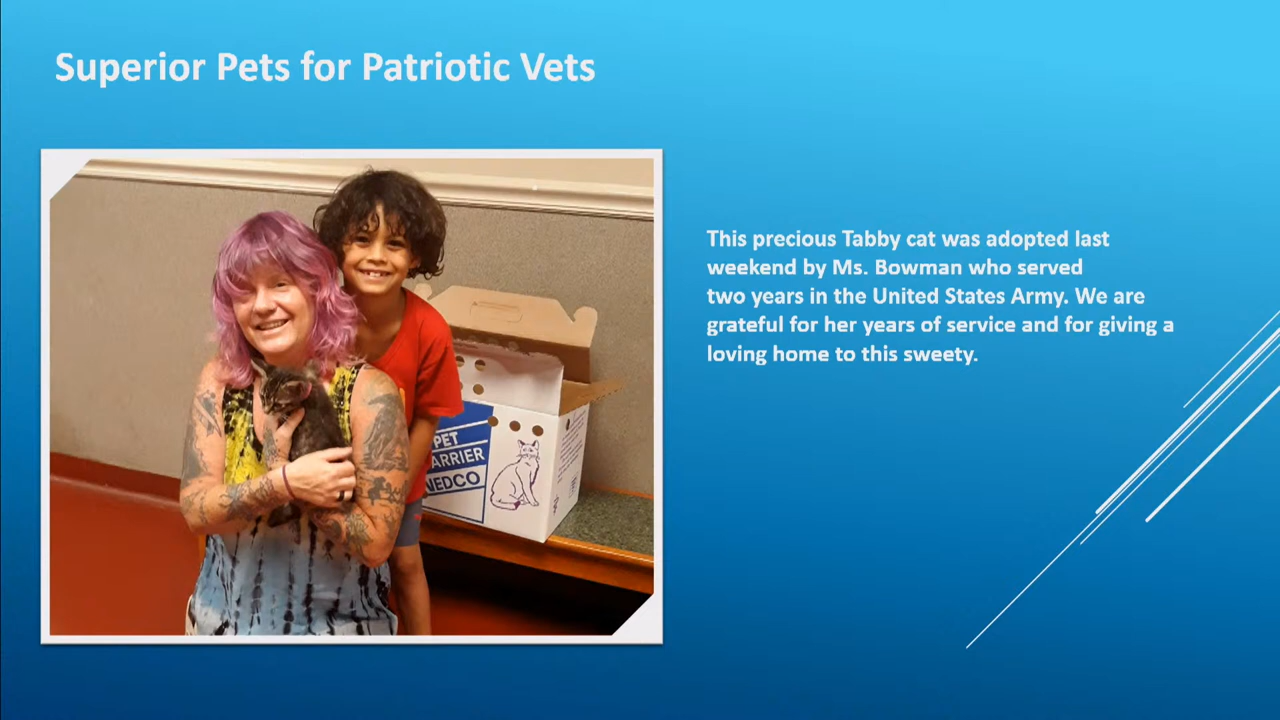 Superior Pets for Patriotic Vets
This precious Tabby cat was adopted last
weekend by Ms. Bowman who served
two years in the United States Army. We are
grateful for her years of service and for giving a
loving home to this sweety.
PET
ARRIER
NEDCO